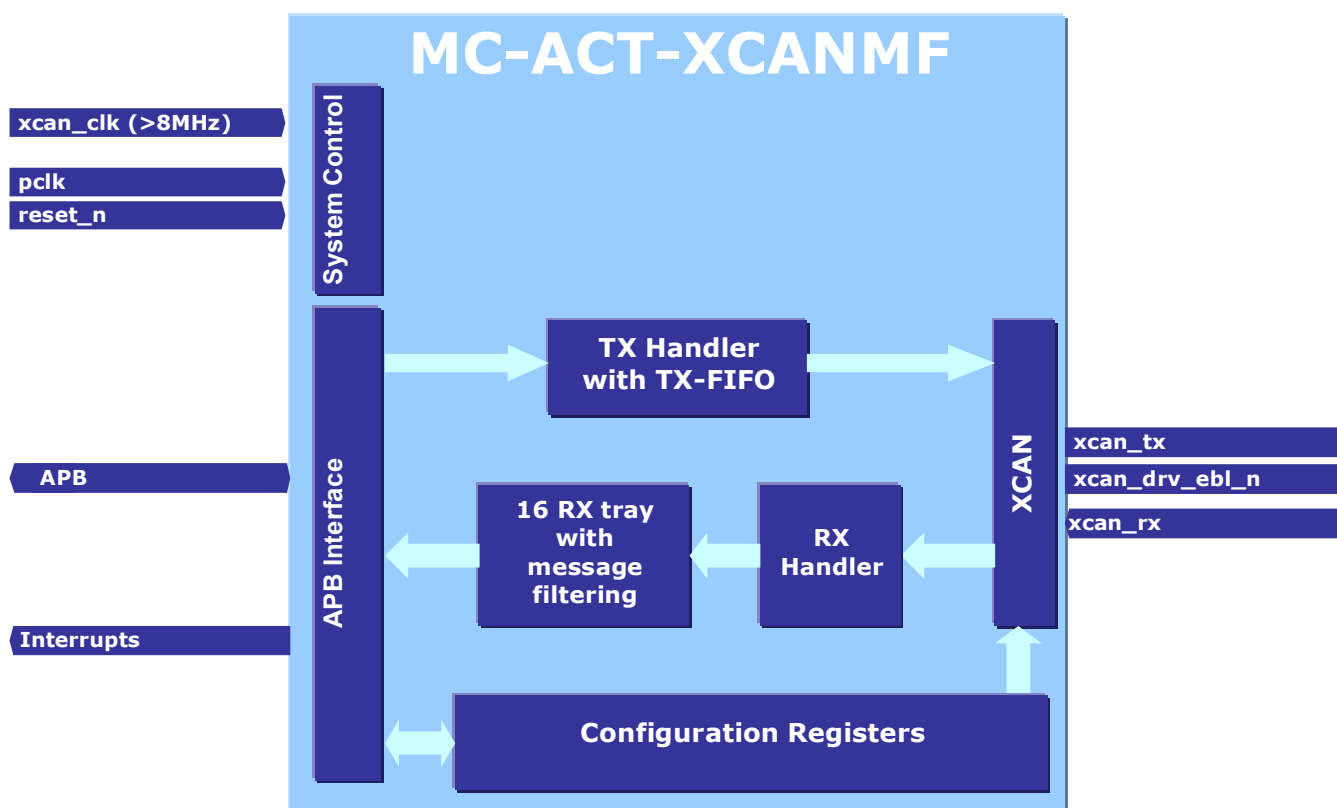 MC-ACT-XCANMF
xcan_clk (>8MHz)
pclk
reset_n
System Control
TX Handler
with TX-FIFO
APB
APB Interface
16 RX tray
with
message
filtering
RX
Handler
XCAN
xcan_tx
xcan_drv_ebl_n
xcan_rx
Interrupts
Configuration Registers